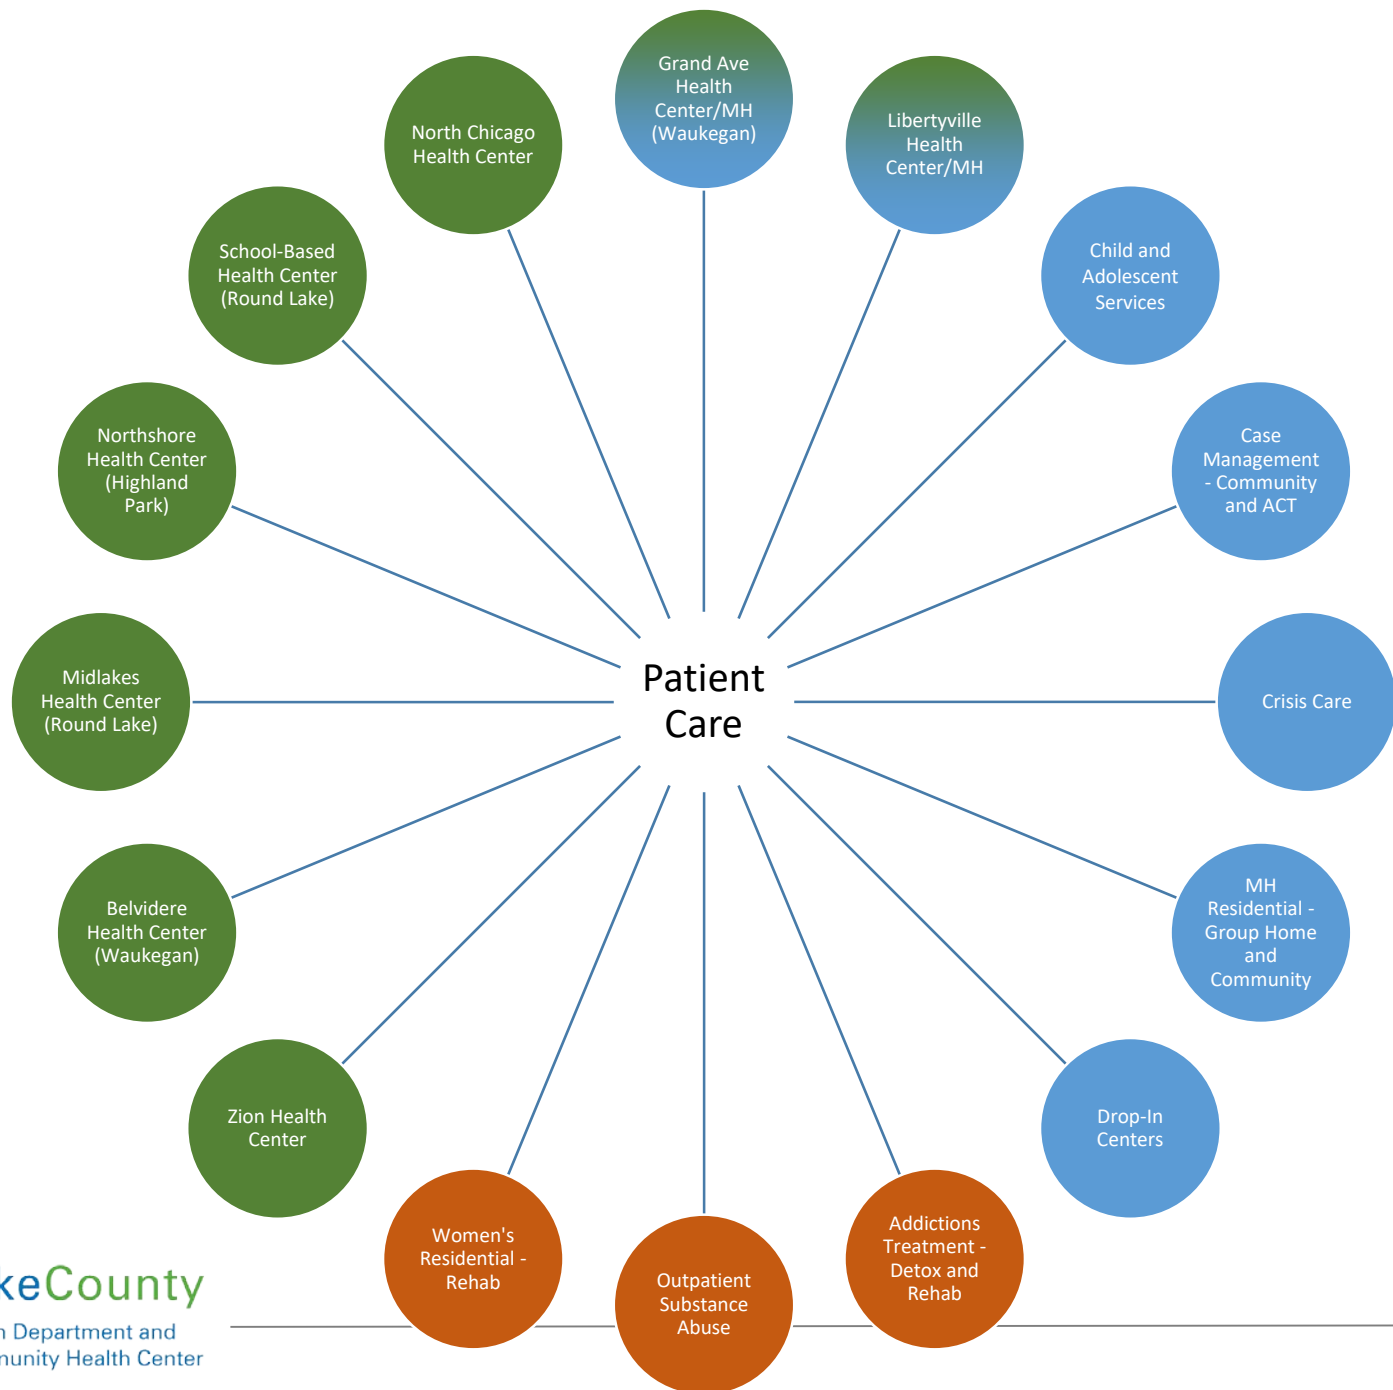 Grand Ave
Health
Center/MH
(Waukegan)
Libertyville
Health
Center/MH
Child and
Adolescent
Services
Case
Management
- Community
and ACT
Crisis Care
MH
Residential -
Group Home
and
Community
Drop-In
Centers
Addictions
Treatment -
Detox and
Rehab
Outpatient
Substance
Abuse
Women's
Residential -
Rehab
Zion Health
Center
Belvidere
Health Center
(Waukegan)
Midlakes
Health Center
(Round Lake)
Northshore
Health Center
(Highland
Park)
School-Based
Health Center
(Round Lake)
North Chicago
Health Center
Patient
Care
keCounty
Department and
munity Health Center